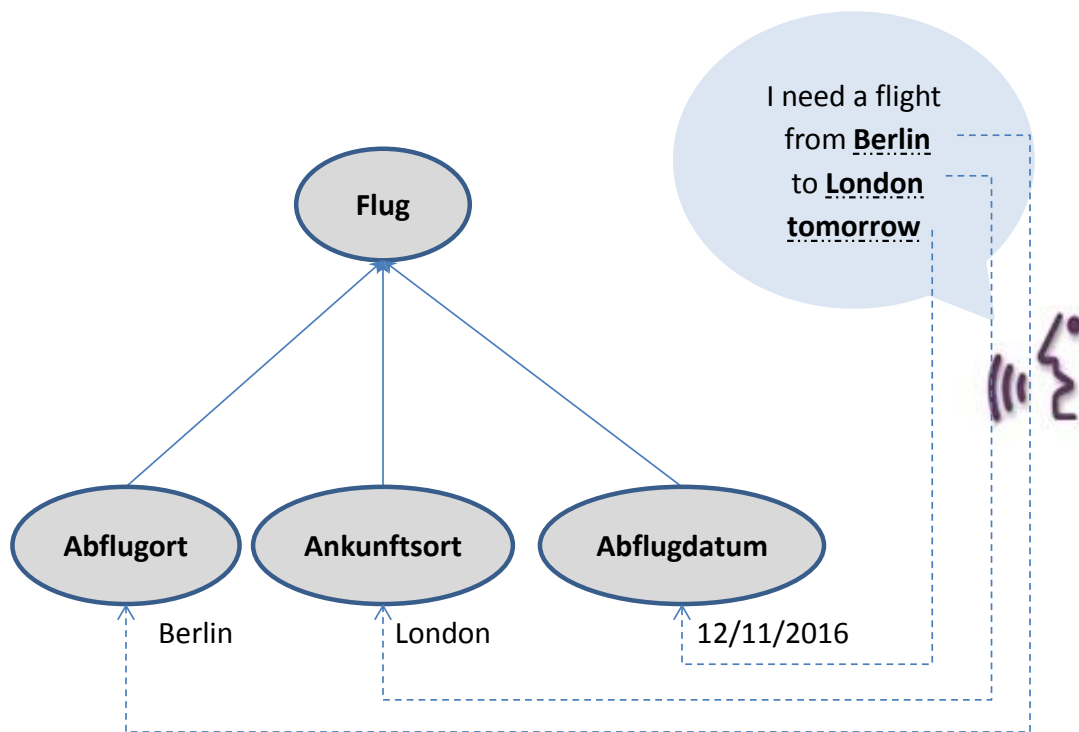 I need a flight
from Berlin
to London
tomorrow
Flug
Abflugort
Ankunftsort
Abflugdatum
Berlin
London
12/11/2016